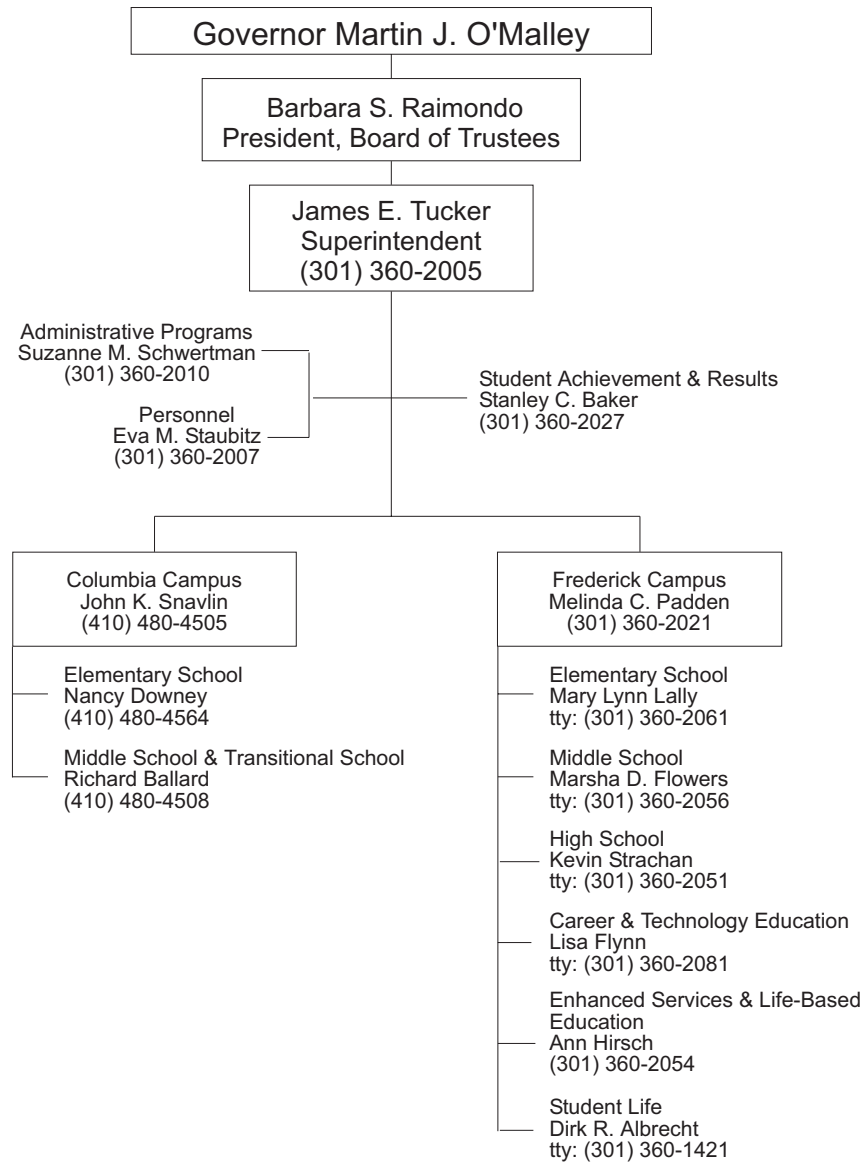 Governor Martin J. O'Malley
Barbara S. Raimondo
President, Board of Trustees
James E. Tucker
Superintendent
(301) 360-2005
Administrative Programs
Suzanne M. Schwertman
(301) 360-2010
Personnel
Eva M. Staubitz
(301) 360-2007
Student Achievement & Results
Stanley C. Baker
(301) 360-2027
Columbia Campus
John K. Snavlin
(410) 480-4505
Elementary School
Nancy Downey
(410) 480-4564
Middle School & Transitional School
Richard Ballard
(410) 480-4508
Frederick Campus
Melinda C. Padden
(301) 360-2021
Elementary School
Mary Lynn Lally
tty: (301) 360-2061
Middle School
Marsha D. Flowers
tty: (301) 360-2056
High School
Kevin Strachan
tty: (301) 360-2051
Career & Technology Education
Lisa Flynn
tty: (301) 360-2081
Enhanced Services & Life-Based
Education
Ann Hirsch
(301) 360-2054
Student Life
Dirk R. Albrecht
tty: (301) 360-1421